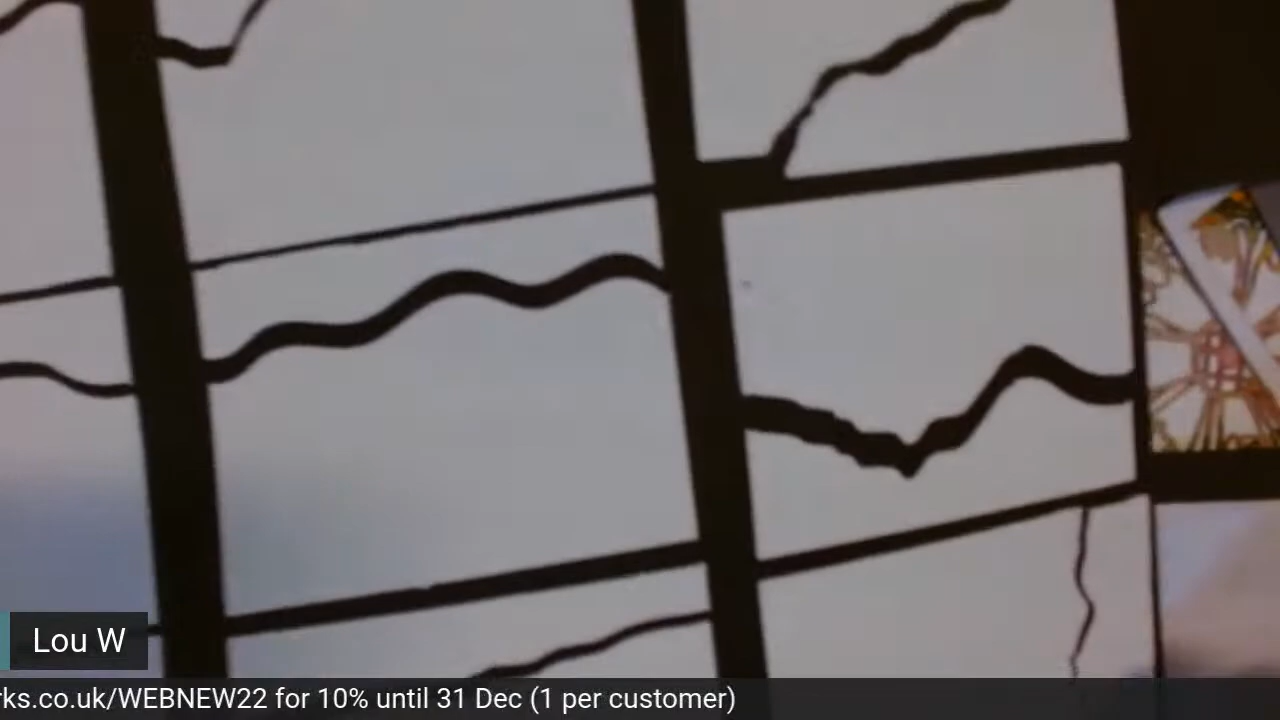 Lou W
rks.co.uk/WEBNEW22 for 10% until 31 Dec (1 per customer)